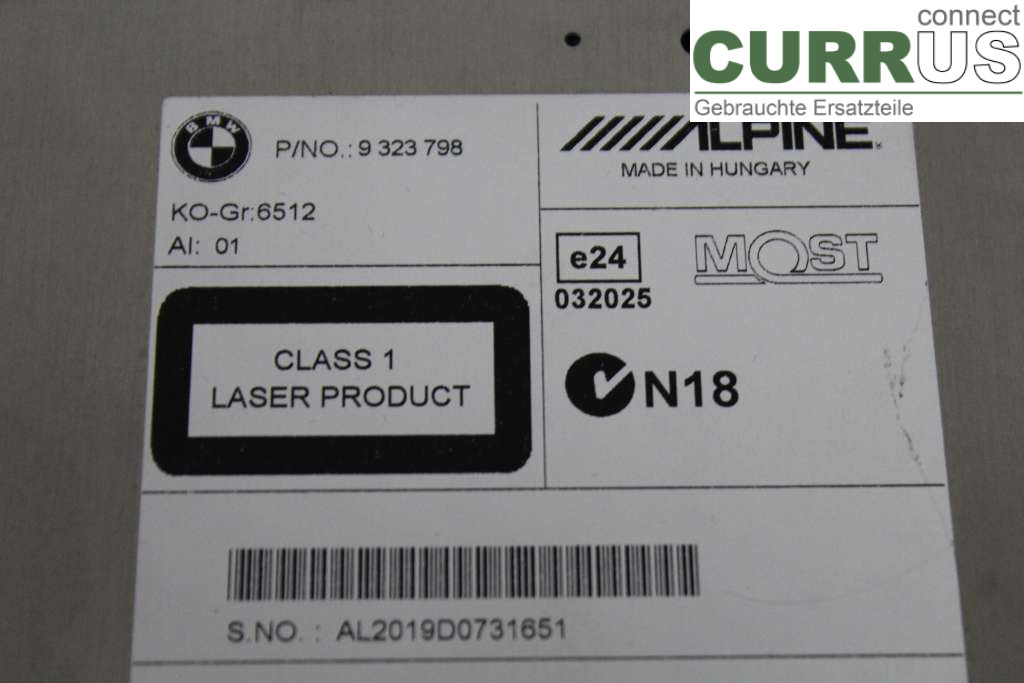 connect
CURRUS
Gebrauchte Ersatzteile
BMW
P/NO.: 9 323 798
KO-Gr:6512
AI: 01
ALPINE
MADE IN HUNGARY
e24
032025
MOST
N18
CLASS 1
LASER PRODUCT
S.NO. : AL2019D0731651